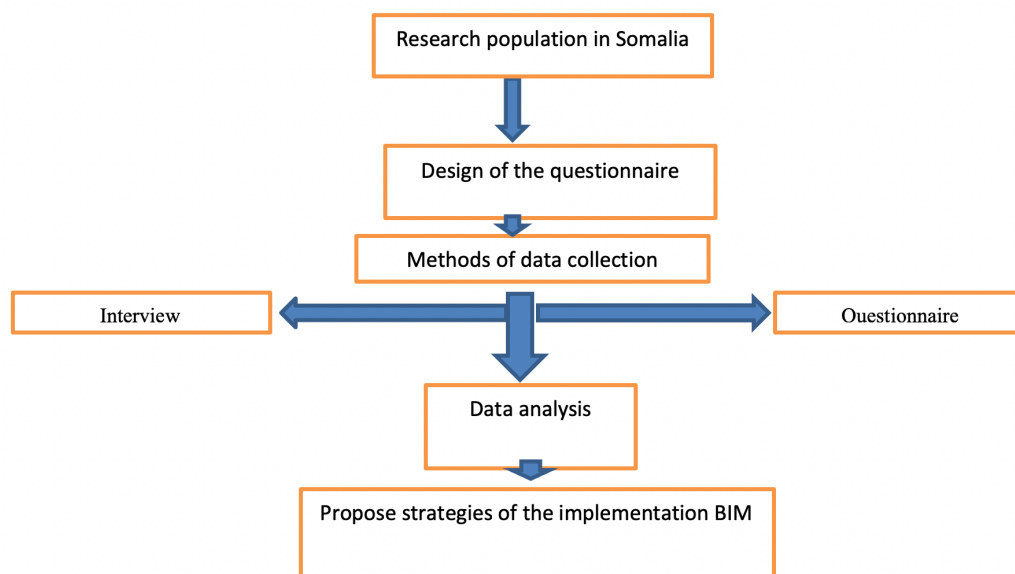 Research population in Somalia
Design of the questionnaire
Methods of data collection
Interview
Ouestionnaire
Data analysis
Propose strategies of the implementation BIM